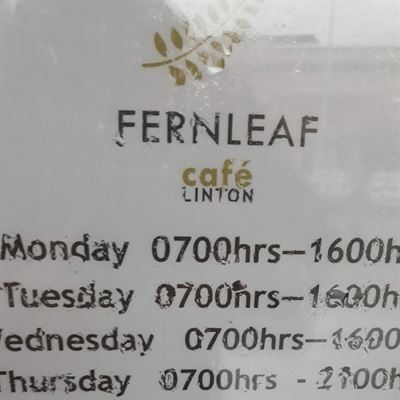 FERNLEAF
café
LINTON
Monday 0700hrs–1600h
Tuesday 0700hrs–1600h
Wednesday 0700hrs–1600
Thursday 0700hrs - 2100h